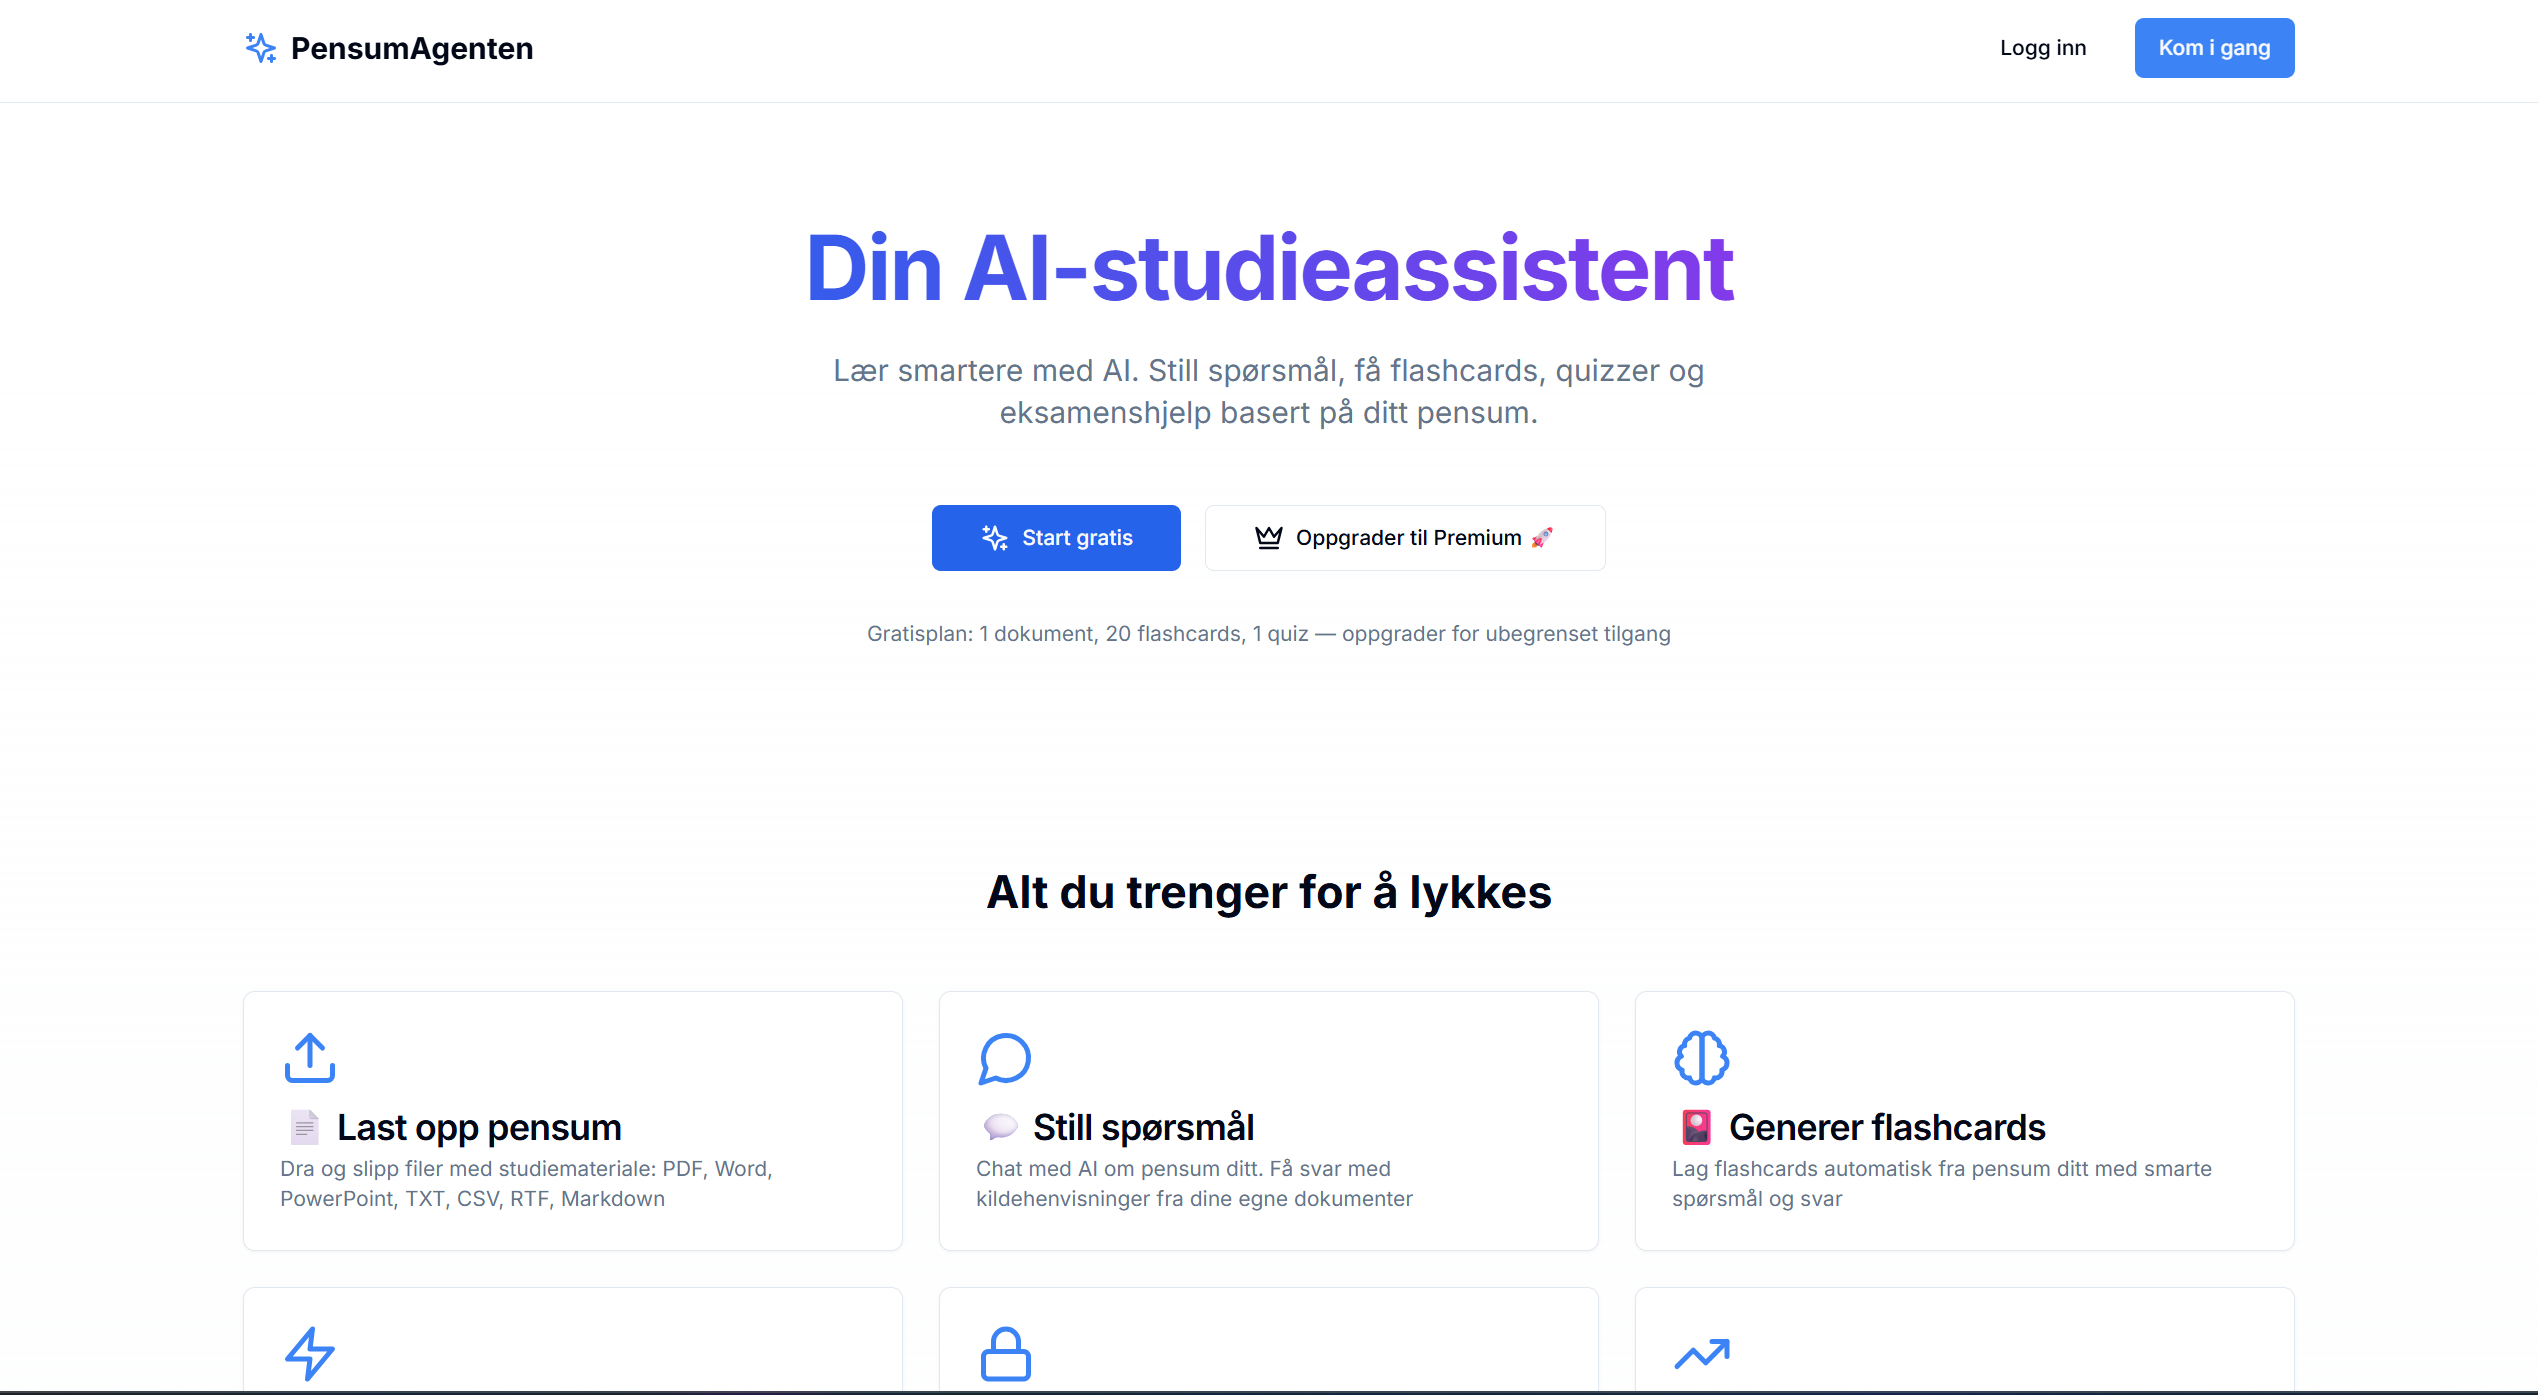 PensumAgenten
Logg inn
Kom i gang
Din AI-studieassistent
Lær smartere med AI. Still spørsmål, få flashcards, quizzer og
eksamenshjelp basert på ditt pensum.
Start gratis
Oppgrader til Premium 🚀
Gratisplan: 1 dokument, 20 flashcards, 1 quiz — oppgrader for ubegrenset tilgang
Alt du trenger for å lykkes
📄 Last opp pensum
Dra og slipp filer med studiemateriale: PDF, Word,
PowerPoint, TXT, CSV, RTF, Markdown
💬 Still spørsmål
Chat med AI om pensum ditt. Få svar med
kildehenvisninger fra dine egne dokumenter
🎴 Generer flashcards
Lag flashcards automatisk fra pensum ditt med smarte
spørsmål og svar